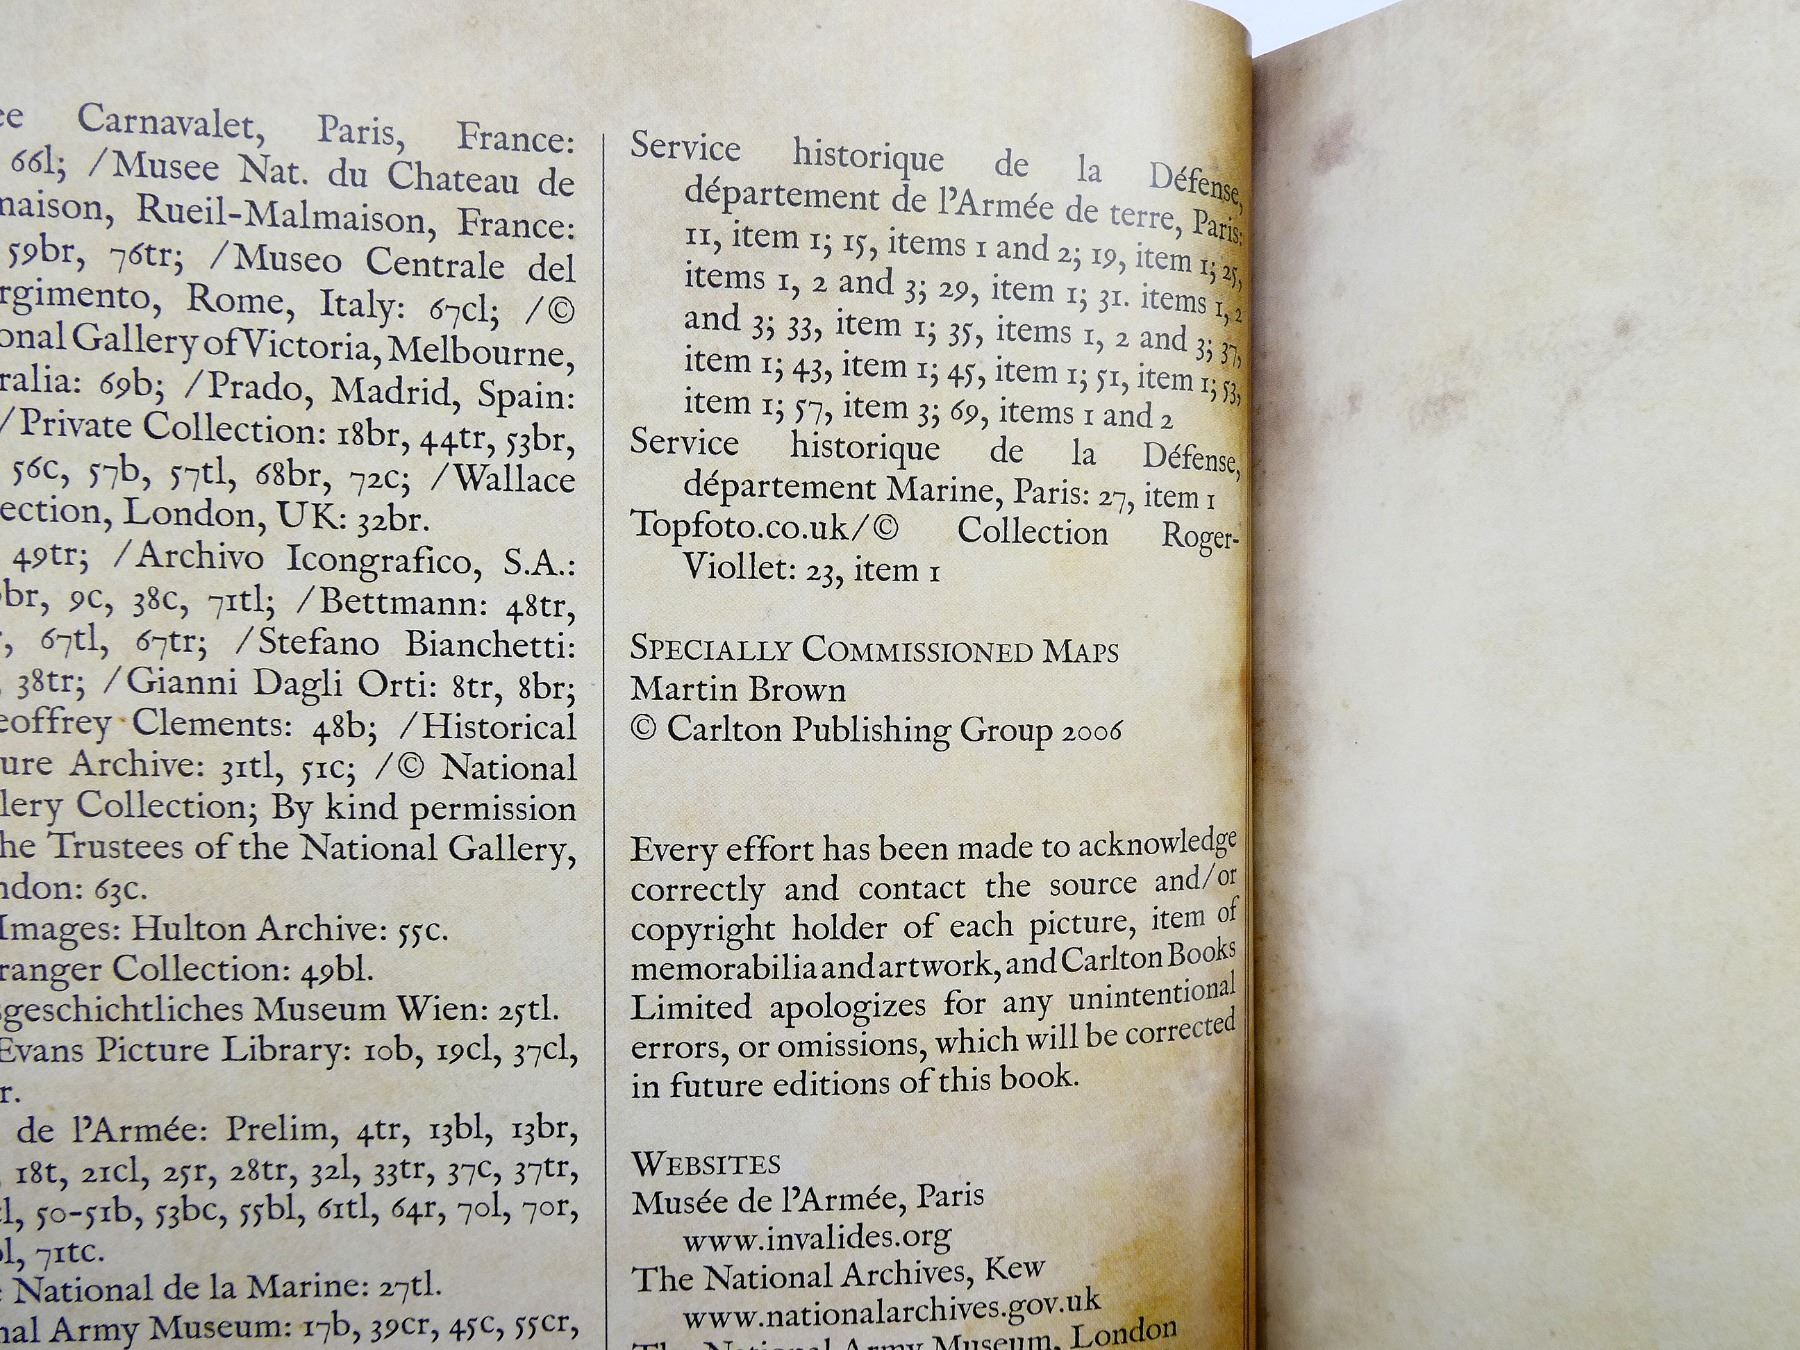 Carnavalet, Paris, France:
66l; /Musee Nat. du Chateau de
Rueil-Malmaison, France:
59br, 76tr; /Museo Centrale del
Rome, Italy: 67cl; /©
Gallery of Victoria, Melbourne,
69b; /Prado, Madrid, Spain:
/Private Collection: 18br, 44tr, 53br,
56c, 57b, 57tl, 68br, 72c; /Wallace
London, UK: 32br.
49tr; /Archivo Icongrafico, S.A.:
9c, 38c, 71tl; /Bettmann: 48tr,
67tl, 67tr; /Stefano Bianchetti:
38tr; /Gianni Dagli Orti: 8tr, 8br;
Clements: 48b; /Historical
Archive: 31tl, 51c; /© National
Collection; By kind permission
Trustees of the National Gallery,
63c.
Images: Hulton Archive: 55c.
Collection: 49bl.
Museum Wien: 25tl.
Evans Picture Library: 10b, 19cl, 37cl,
de l'Armée: Prelim, 4tr, 13bl, 13br,
18t, 21cl, 25r, 28tr, 32l, 33tr, 37c, 37tr,
50-51b, 53bc, 55bl, 61tl, 64r, 70l, 70r,
71tc.
National de la Marine: 27tl.
Army Museum: 17b, 39cr, 45c, 55cr,
Service historique de la Défense,
département de l'Armée de terre, Paris:
11, item 1; 15, items 1 and 2; 19, item 1; 25,
items 1, 2 and 3; 29, item 1; 31. items 1, 2
and 3; 33, item 1; 35, items 1, 2 and 3; 37,
item 1; 43, item 1; 45, item 1; 51, item 1; 53,
item 1; 57, item 3; 69, items 1 and 2
Service historique de la Défense,
département Marine, Paris: 27, item 1
Topfoto.co.uk/© Collection Roger-
Viollet: 23, item 1
SPECIALLY COMMISSIONED MAPS
Martin Brown
© Carlton Publishing Group 2006
Every effort has been made to acknowledge
correctly and contact the source and/or
copyright holder of each picture, item of
memorabilia and artwork, and Carlton Books
Limited apologizes for any unintentional
errors, or omissions, which will be corrected
in future editions of this book.
WEBSITES
Musée de l'Armée, Paris
www.invalides.org
The National Archives, Kew
www.nationalarchives.gov.uk
The National Army Museum, London